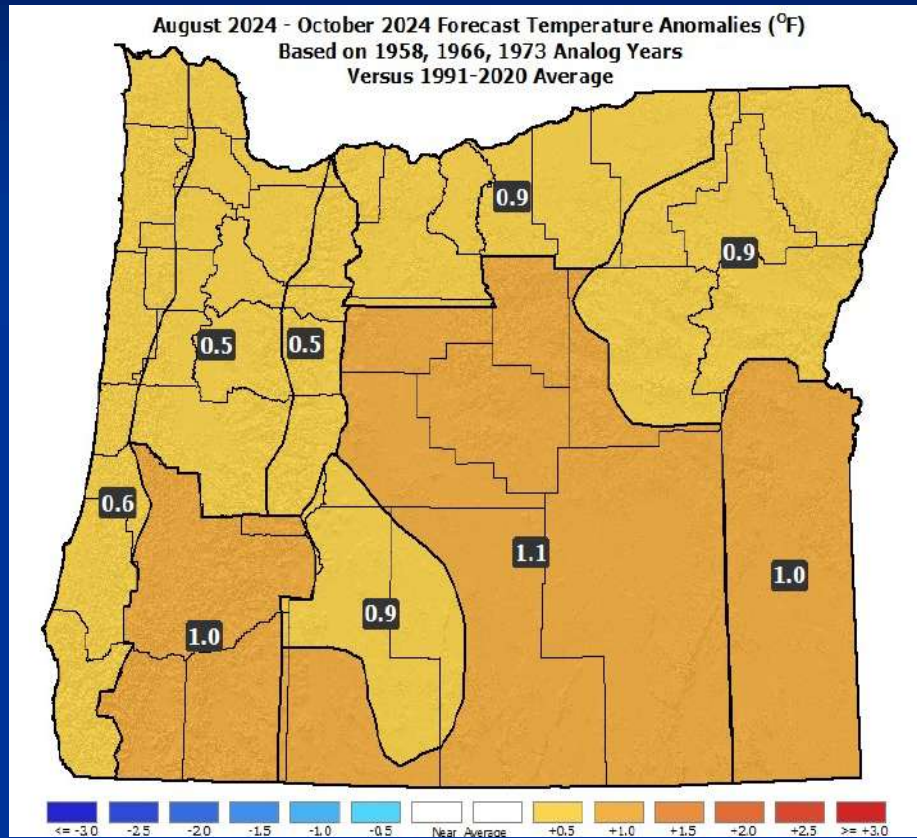 August 2024 - October 2024 Forecast Temperature Anomalies (°F)
Based on 1958, 1966, 1973 Analog Years
Versus 1991-2020 Average
0.9
0.9
0.5
0.5
0.6
1.1
1.0
0.9
1.0
<= -3.0 -2.5 -2.0 -1.5 -1.0 -0.5 Near Average +0.5 +1.0 +1.5 +2.0 +2.5 >= +3.0